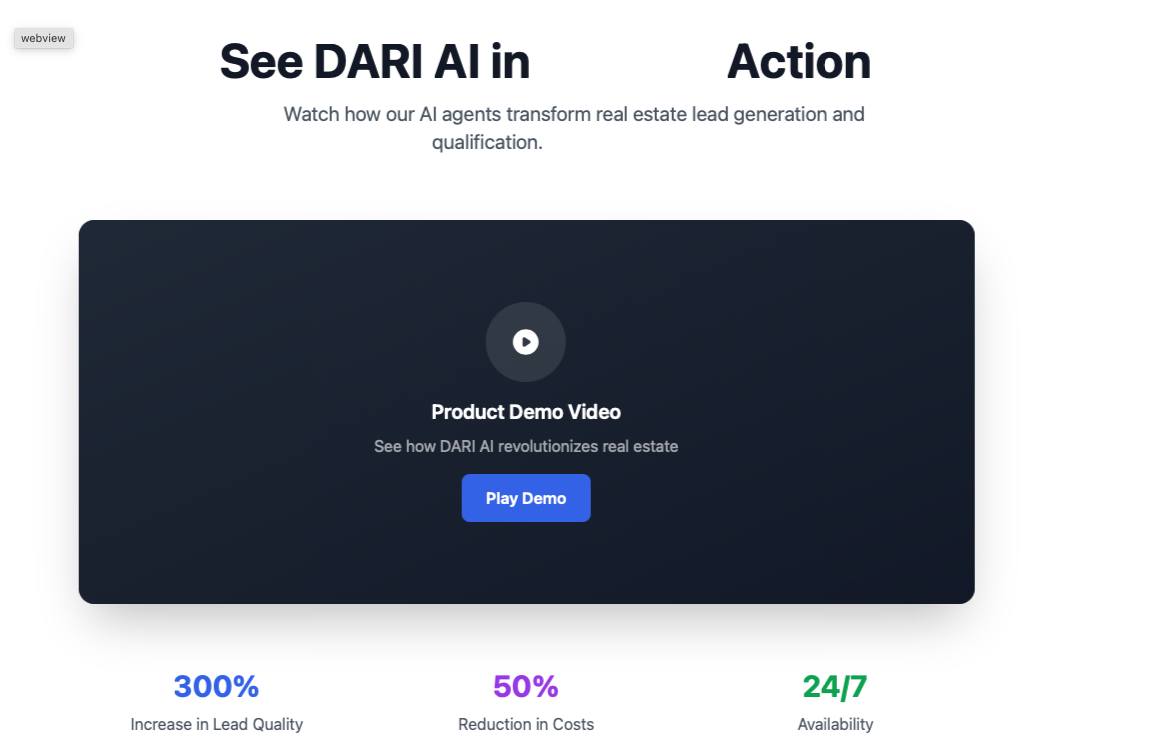 webview
See DARI AI in Action
Watch how our AI agents transform real estate lead generation and
qualification.
Product Demo Video
See how DARI AI revolutionizes real estate
Play Demo
300%
50%
24/7
Increase in Lead Quality
Reduction in Costs
Availability